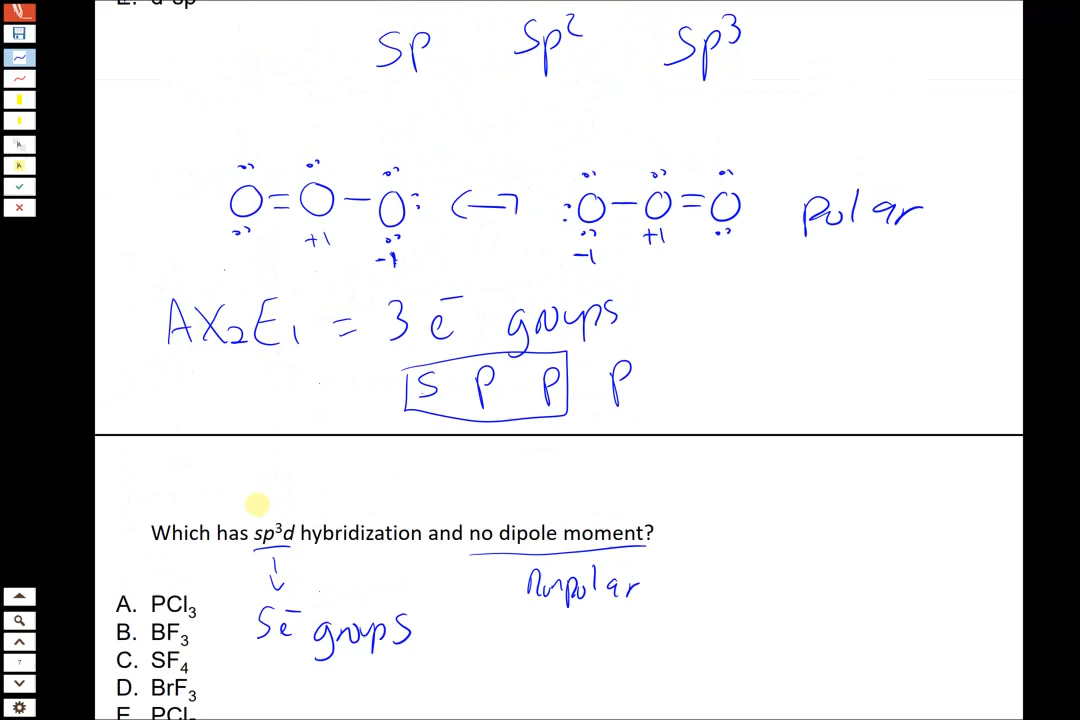 sp sp² sp³
O=O-O: ⟷ :O-O=O polar
+1 -1 -1 +1
AX₂E₁ = 3 e⁻ groups
s p p p
Which has sp³d hybridization and no dipole moment?
↓ nonpolar
5e⁻ groups
A. PCl₃
B. BF₃
C. SF₄
D. BrF₃